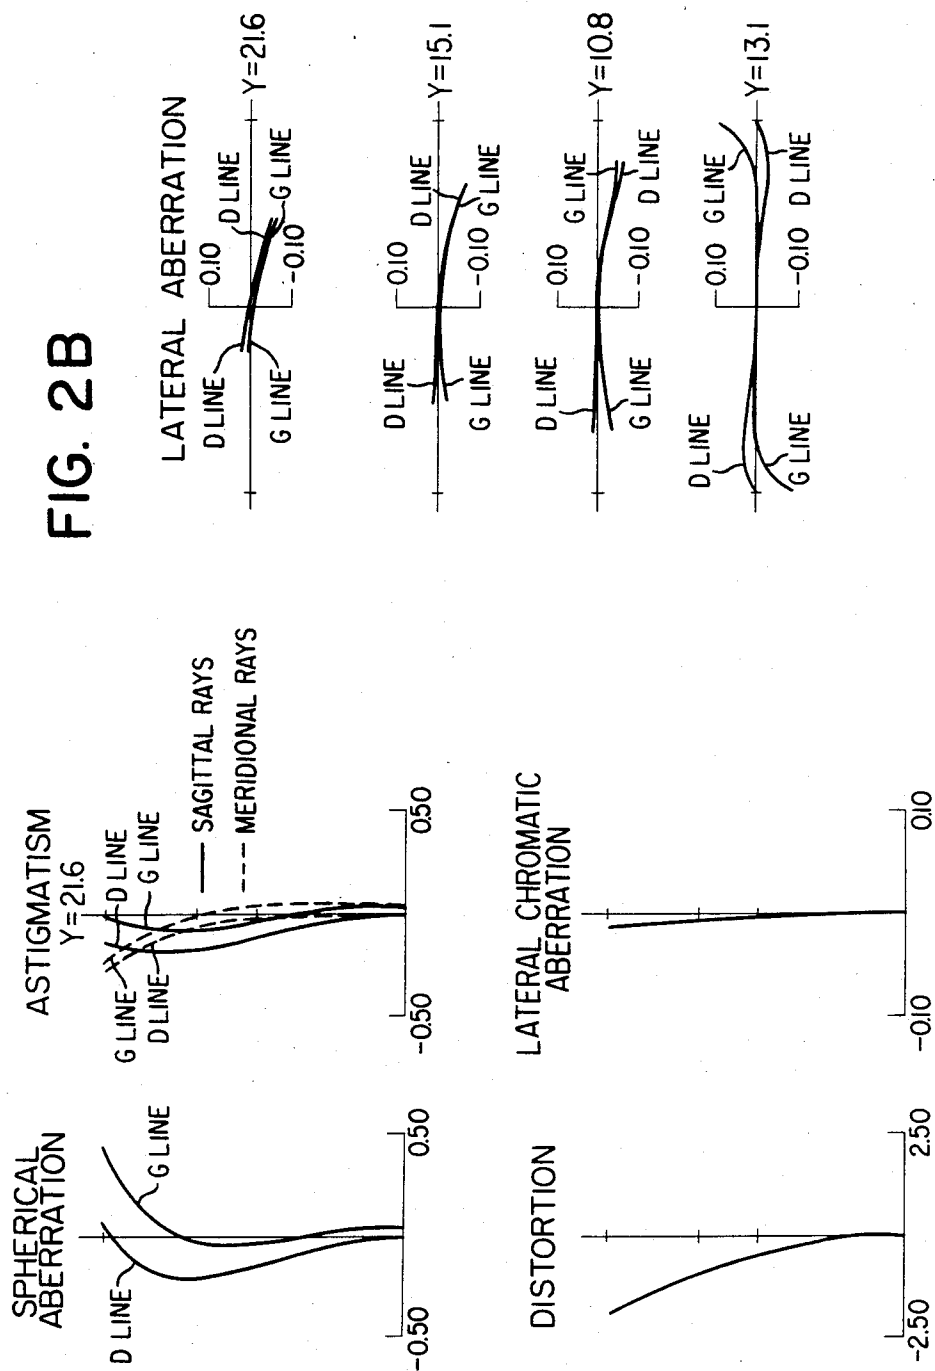 FIG. 2B
SPHERICAL
ABERRATION
D LINE
G LINE
-0.50
0.50
ASTIGMATISM
Y=21.6
D LINE
G LINE
G LINE
D LINE
SAGITTAL RAYS
MERIDIONAL RAYS
-0.50
0.50
DISTORTION
-2.50
2.50
LATERAL CHROMATIC
ABERRATION
-0.10
0.10
LATERAL ABERRATION
D LINE
G LINE
0.10
-0.10
D LINE
G LINE
Y=21.6
D LINE
G LINE
0.10
-0.10
D LINE
G LINE
Y=15.1
D LINE
G LINE
0.10
-0.10
G LINE
D LINE
Y=10.8
D LINE
G LINE
0.10
-0.10
G LINE
D LINE
Y=13.1